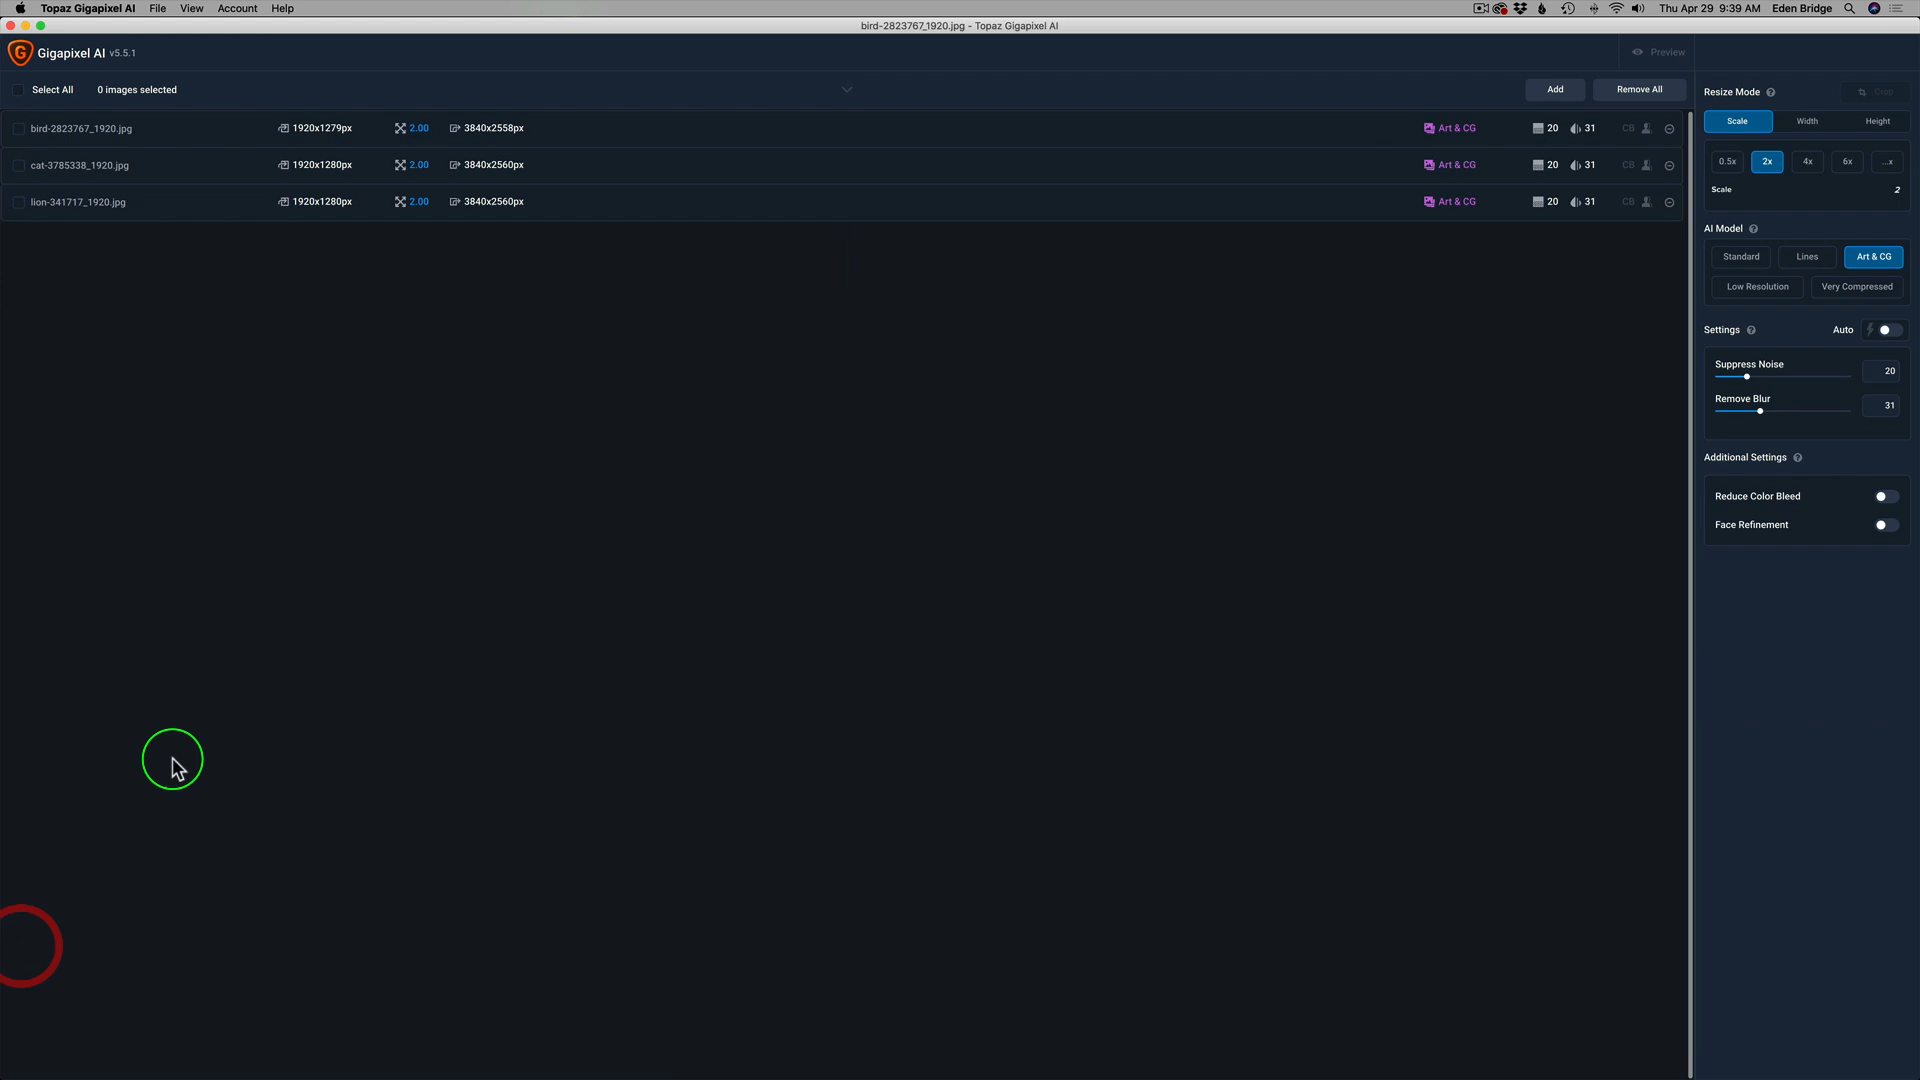 Topaz Gigapixel AI File View Account Help Thu Apr 29 9:39 AM Eden Bridge
bird-2823767_1920.jpg - Topaz Gigapixel AI
Gigapixel AI v5.5.1 Preview
Select All 0 images selected Add Remove All
bird-2823767_1920.jpg 1920x1279px 2.00 3840x2558px Art & CG 20 31 CB
cat-3785338_1920.jpg 1920x1280px 2.00 3840x2560px Art & CG 20 31 CB
lion-341717_1920.jpg 1920x1280px 2.00 3840x2560px Art & CG 20 31 CB
Resize Mode Crop
Scale Width Height
0.5x 2x 4x 6x ...x
Scale 2
AI Model
Standard Lines Art & CG
Low Resolution Very Compressed
Settings Auto
Suppress Noise 20
Remove Blur 31
Additional Settings
Reduce Color Bleed
Face Refinement